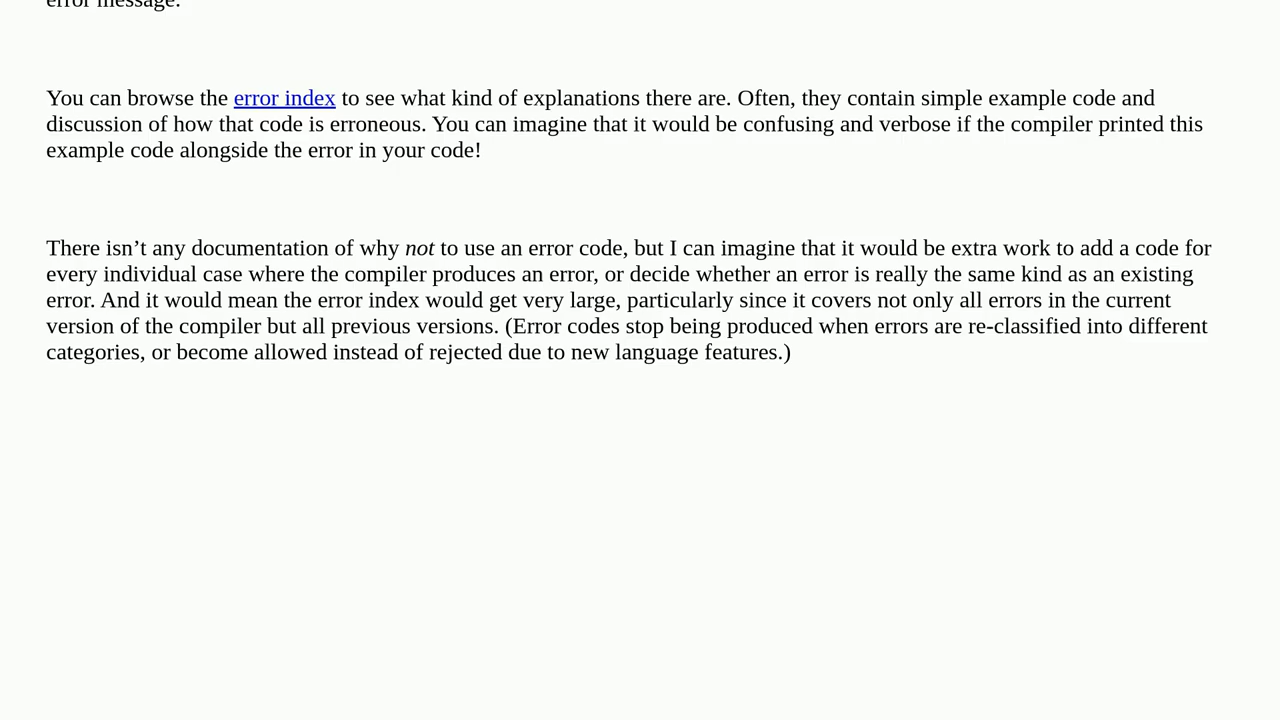 error message.
You can browse the error index to see what kind of explanations there are. Often, they contain simple example code and
discussion of how that code is erroneous. You can imagine that it would be confusing and verbose if the compiler printed this
example code alongside the error in your code!
There isn’t any documentation of why not to use an error code, but I can imagine that it would be extra work to add a code for
every individual case where the compiler produces an error, or decide whether an error is really the same kind as an existing
error. And it would mean the error index would get very large, particularly since it covers not only all errors in the current
version of the compiler but all previous versions. (Error codes stop being produced when errors are re-classified into different
categories, or become allowed instead of rejected due to new language features.)